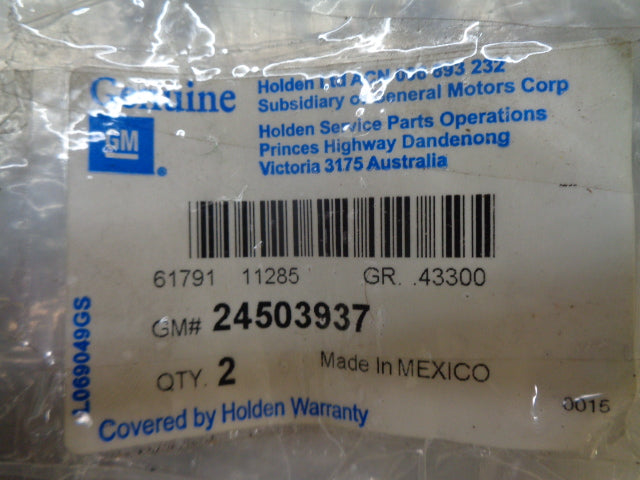 Genuine
GM
®
Holden Ltd ACN 006 893 232
Subsidiary of General Motors Corp
Holden Service Parts Operations
Princes Highway Dandenong
Victoria 3175 Australia
61791 11285 GR. .43300
GM# 24503937
QTY. 2 Made In MEXICO
Covered by Holden Warranty
0015
L069049GS